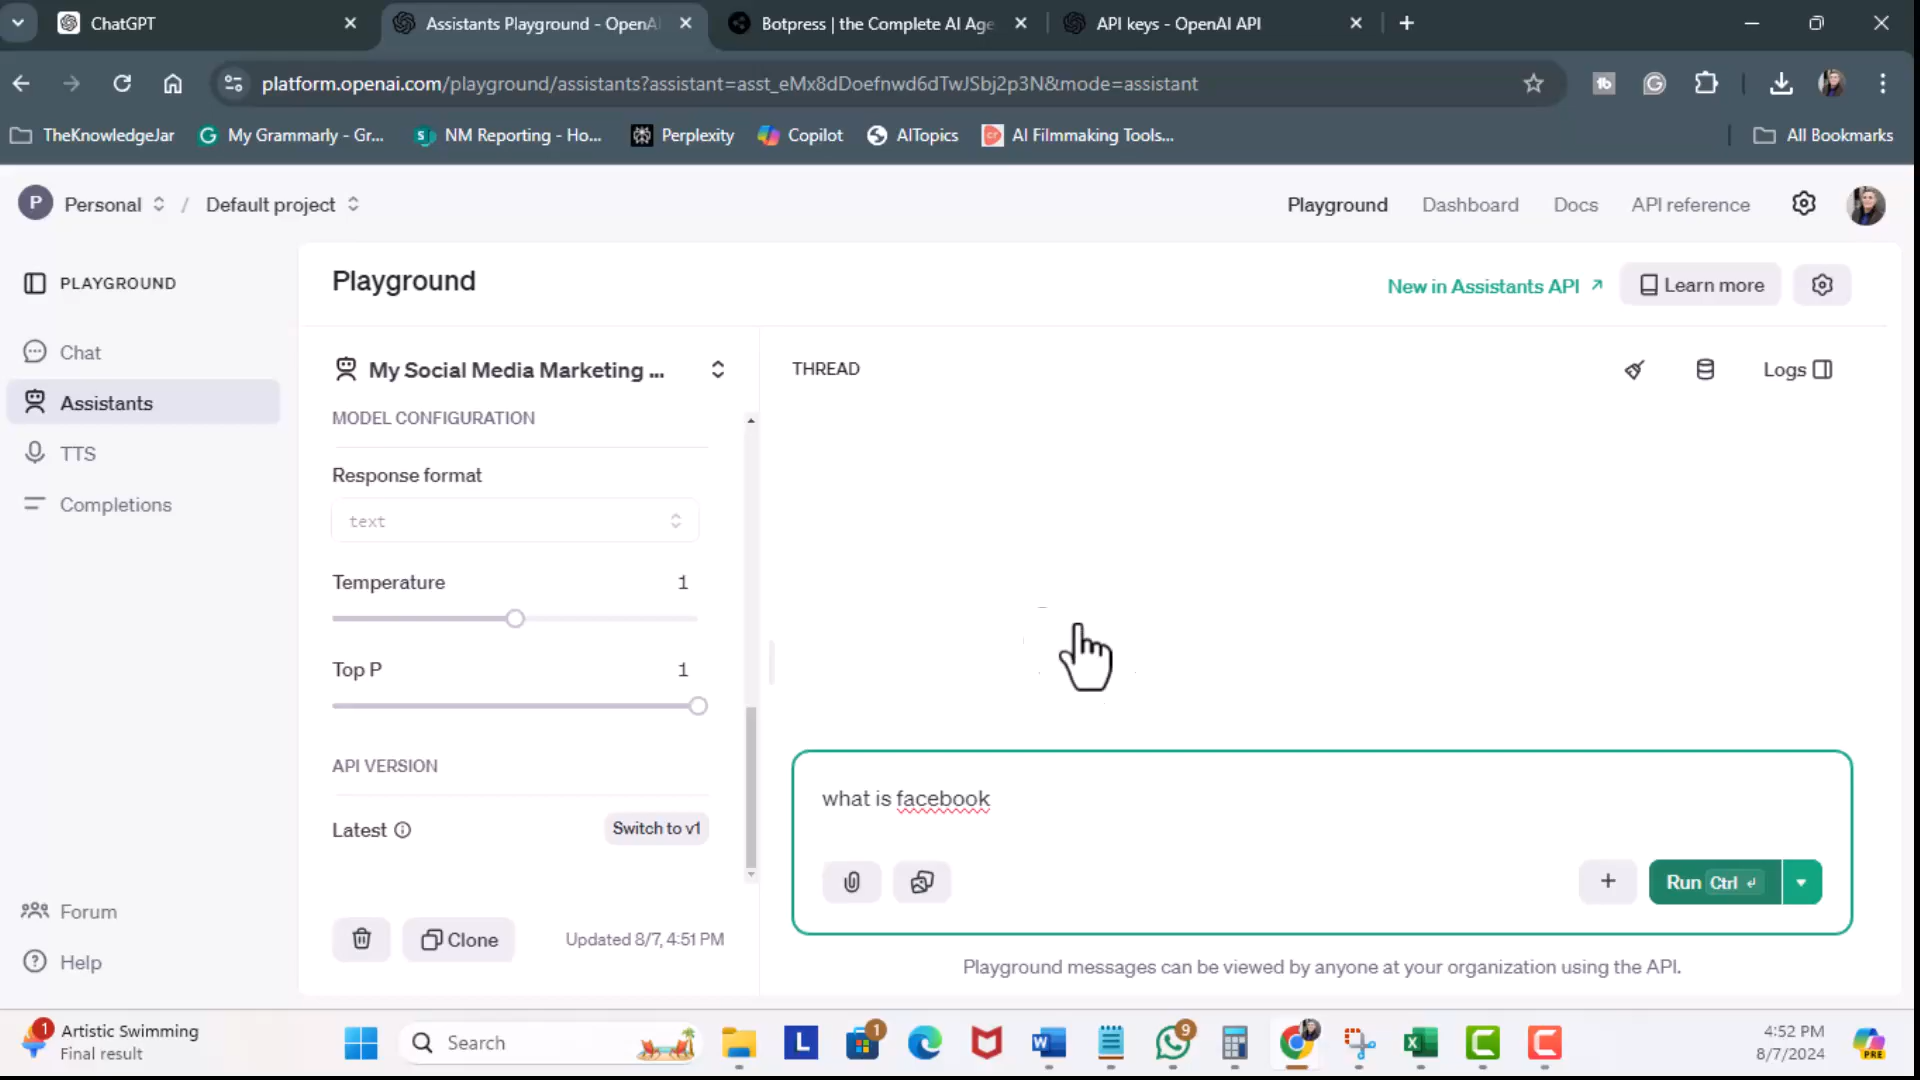 ChatGPT
Assistants Playground - OpenAI
Botpress | the Complete AI Age
API keys - OpenAI API
platform.openai.com/playground/assistants?assistant=asst_eMx8dDoefnwd6dTwJSbj2p3N&mode=assistant
TheKnowledgeJar
My Grammarly - Gr...
NM Reporting - Ho...
Perplexity
Copilot
AITopics
AI Filmmaking Tools...
All Bookmarks
P Personal / Default project
Playground
Dashboard
Docs
API reference
PLAYGROUND
Chat
Assistants
TTS
Completions
Forum
Help
Playground
New in Assistants API
Learn more
My Social Media Marketing ...
MODEL CONFIGURATION
Response format
text
Temperature 1
Top P 1
API VERSION
Latest
Switch to v1
Clone
Updated 8/7, 4:51 PM
THREAD
Logs
what is facebook
Run Ctrl ↵
Playground messages can be viewed by anyone at your organization using the API.
1
Artistic Swimming
Final result
Search
L
1
9
PRE
4:52 PM
8/7/2024